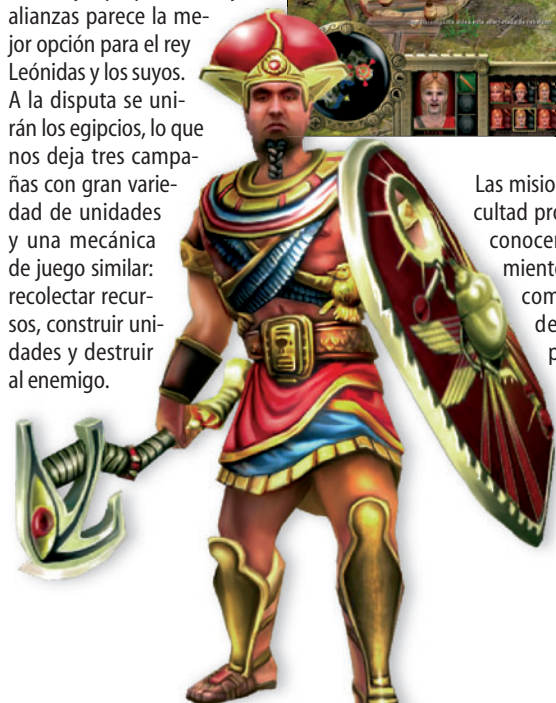 alianzas parece la me-
jor opción para el rey
Leónidas y los suyos.
A la disputa se uni-
rán los egipcios, lo que
nos deja tres campa-
ñas con gran varie-
dad de unidades
y una mecánica
de juego similar:
recolectar recur-
sos, construir uni-
dades y destruir
al enemigo.
Las misio
cultad pro
conocer
miento
com
de
p